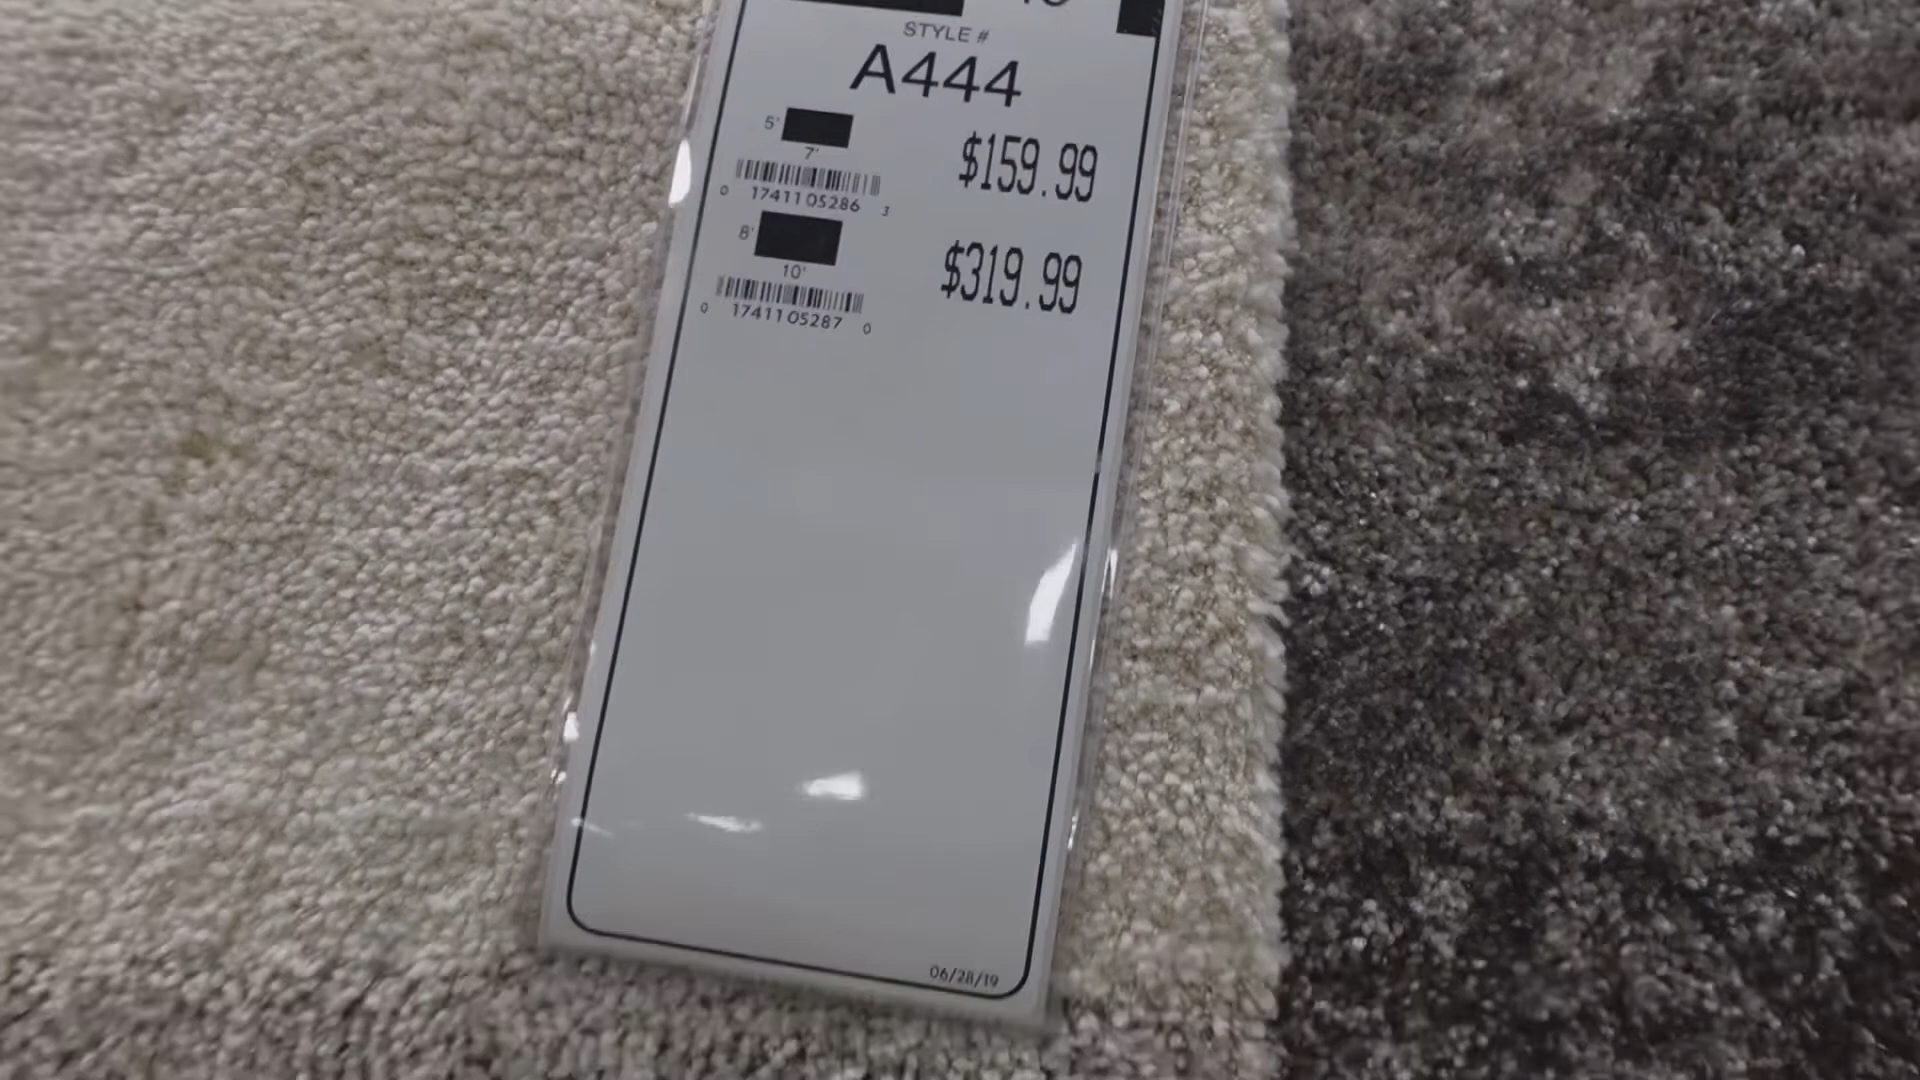 STYLE #
A444
5'
7'
$159.99
0 1741105286 3
8'
10'
$319.99
0 1741105287 0
06/28/19